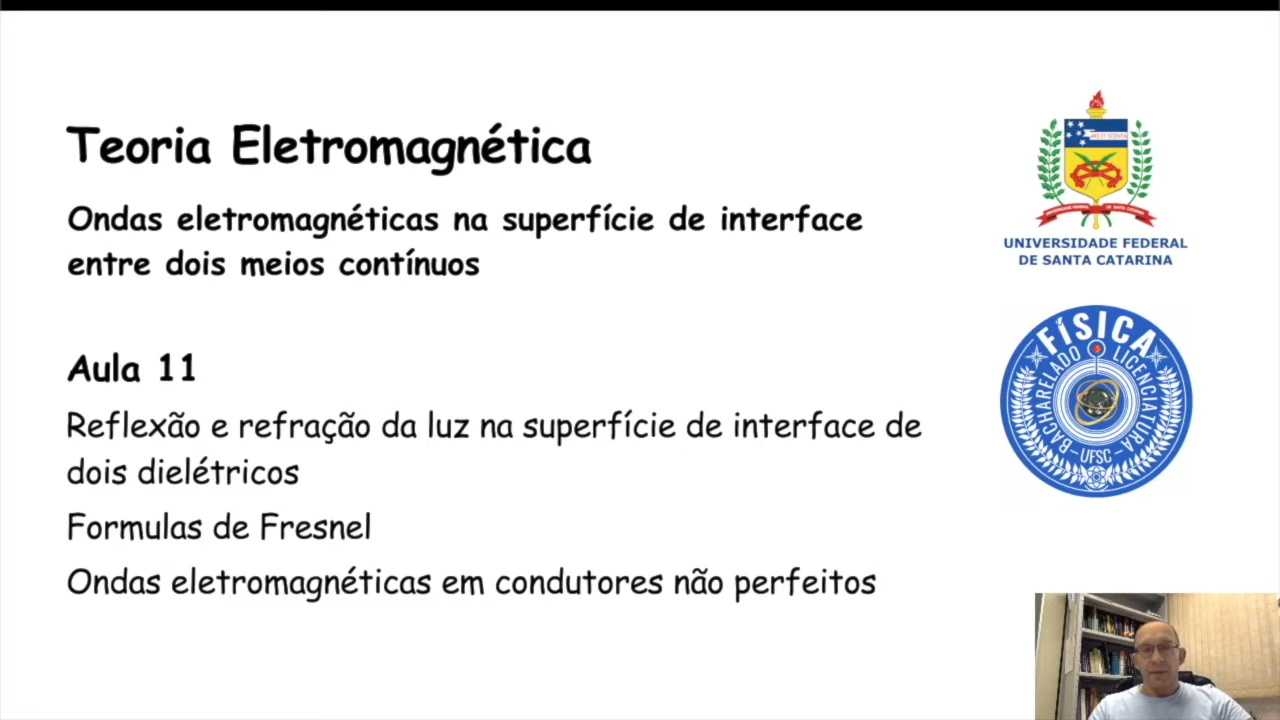 Teoria Eletromagnética
Ondas eletromagnéticas na superfície de interface
entre dois meios contínuos
Aula 11
Reflexão e refração da luz na superfície de interface de
dois dielétricos
Formulas de Fresnel
Ondas eletromagnéticas em condutores não perfeitos
UNIVERSIDADE FEDERAL
DE SANTA CATARINA
FÍSICA
BACHARELADO
LICENCIATURA
UFSC